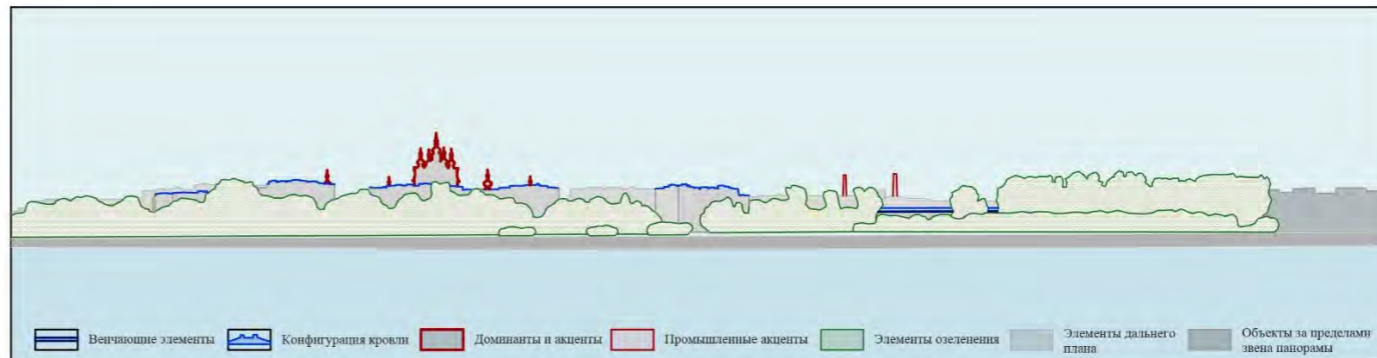 Венчающие элементы
Конфигурация кровли
Доминанты и акценты
Промышленные акценты
Элементы озеленения
Элементы дальнего
плана
Объекты за пределами
звена панорамы